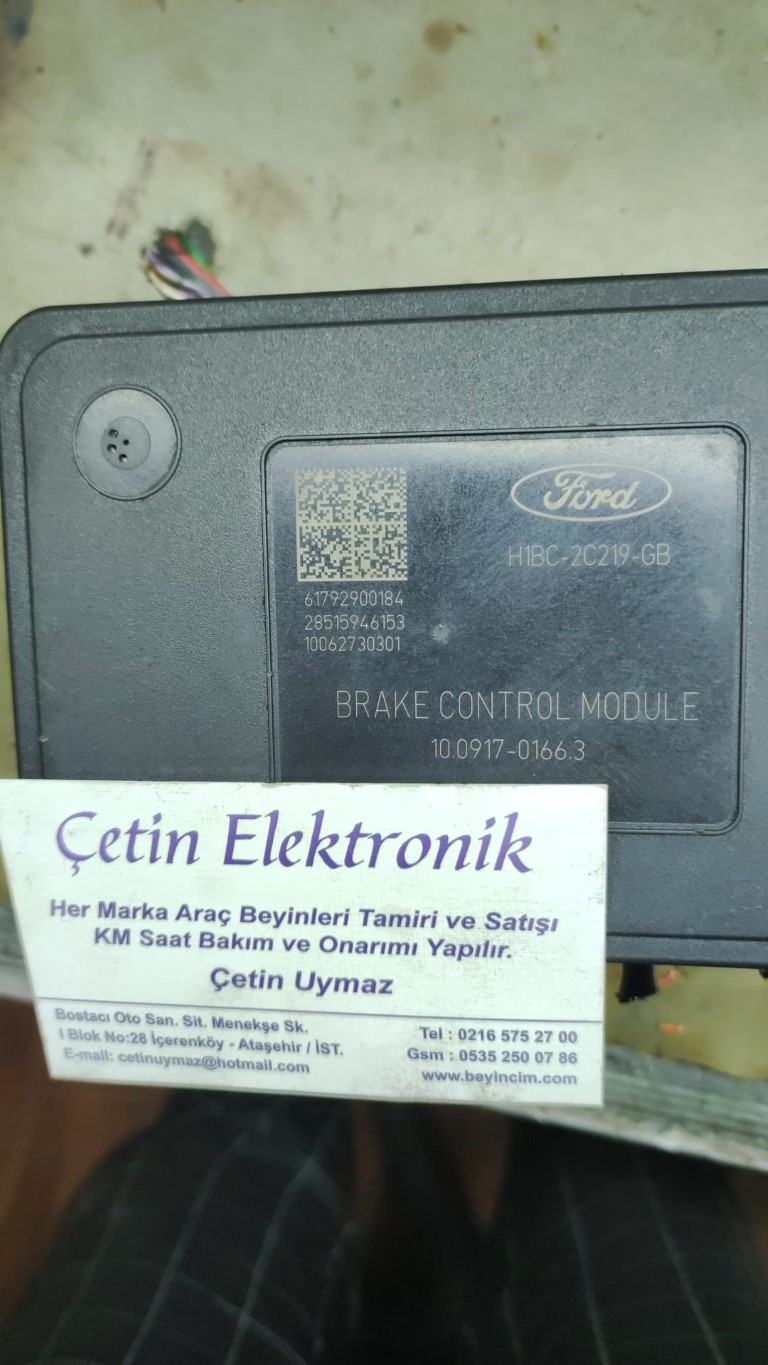 Ford
H1BC-2C219-GB
61792900184
28515946153
10062730301
BRAKE CONTROL MODULE
10.0917-0166.3
Çetin Elektronik
Her Marka Araç Beyinleri Tamiri ve Satışı
KM Saat Bakım ve Onarımı Yapılır.
Çetin Uymaz
Bostacı Oto San. Sit. Menekşe Sk.
I Blok No:28 İçerenköy - Ataşehir / İST.
E-mail: cetinuymaz@hotmail.com
Tel : 0216 575 27 00
Gsm : 0535 250 07 86
www.beyincim.com